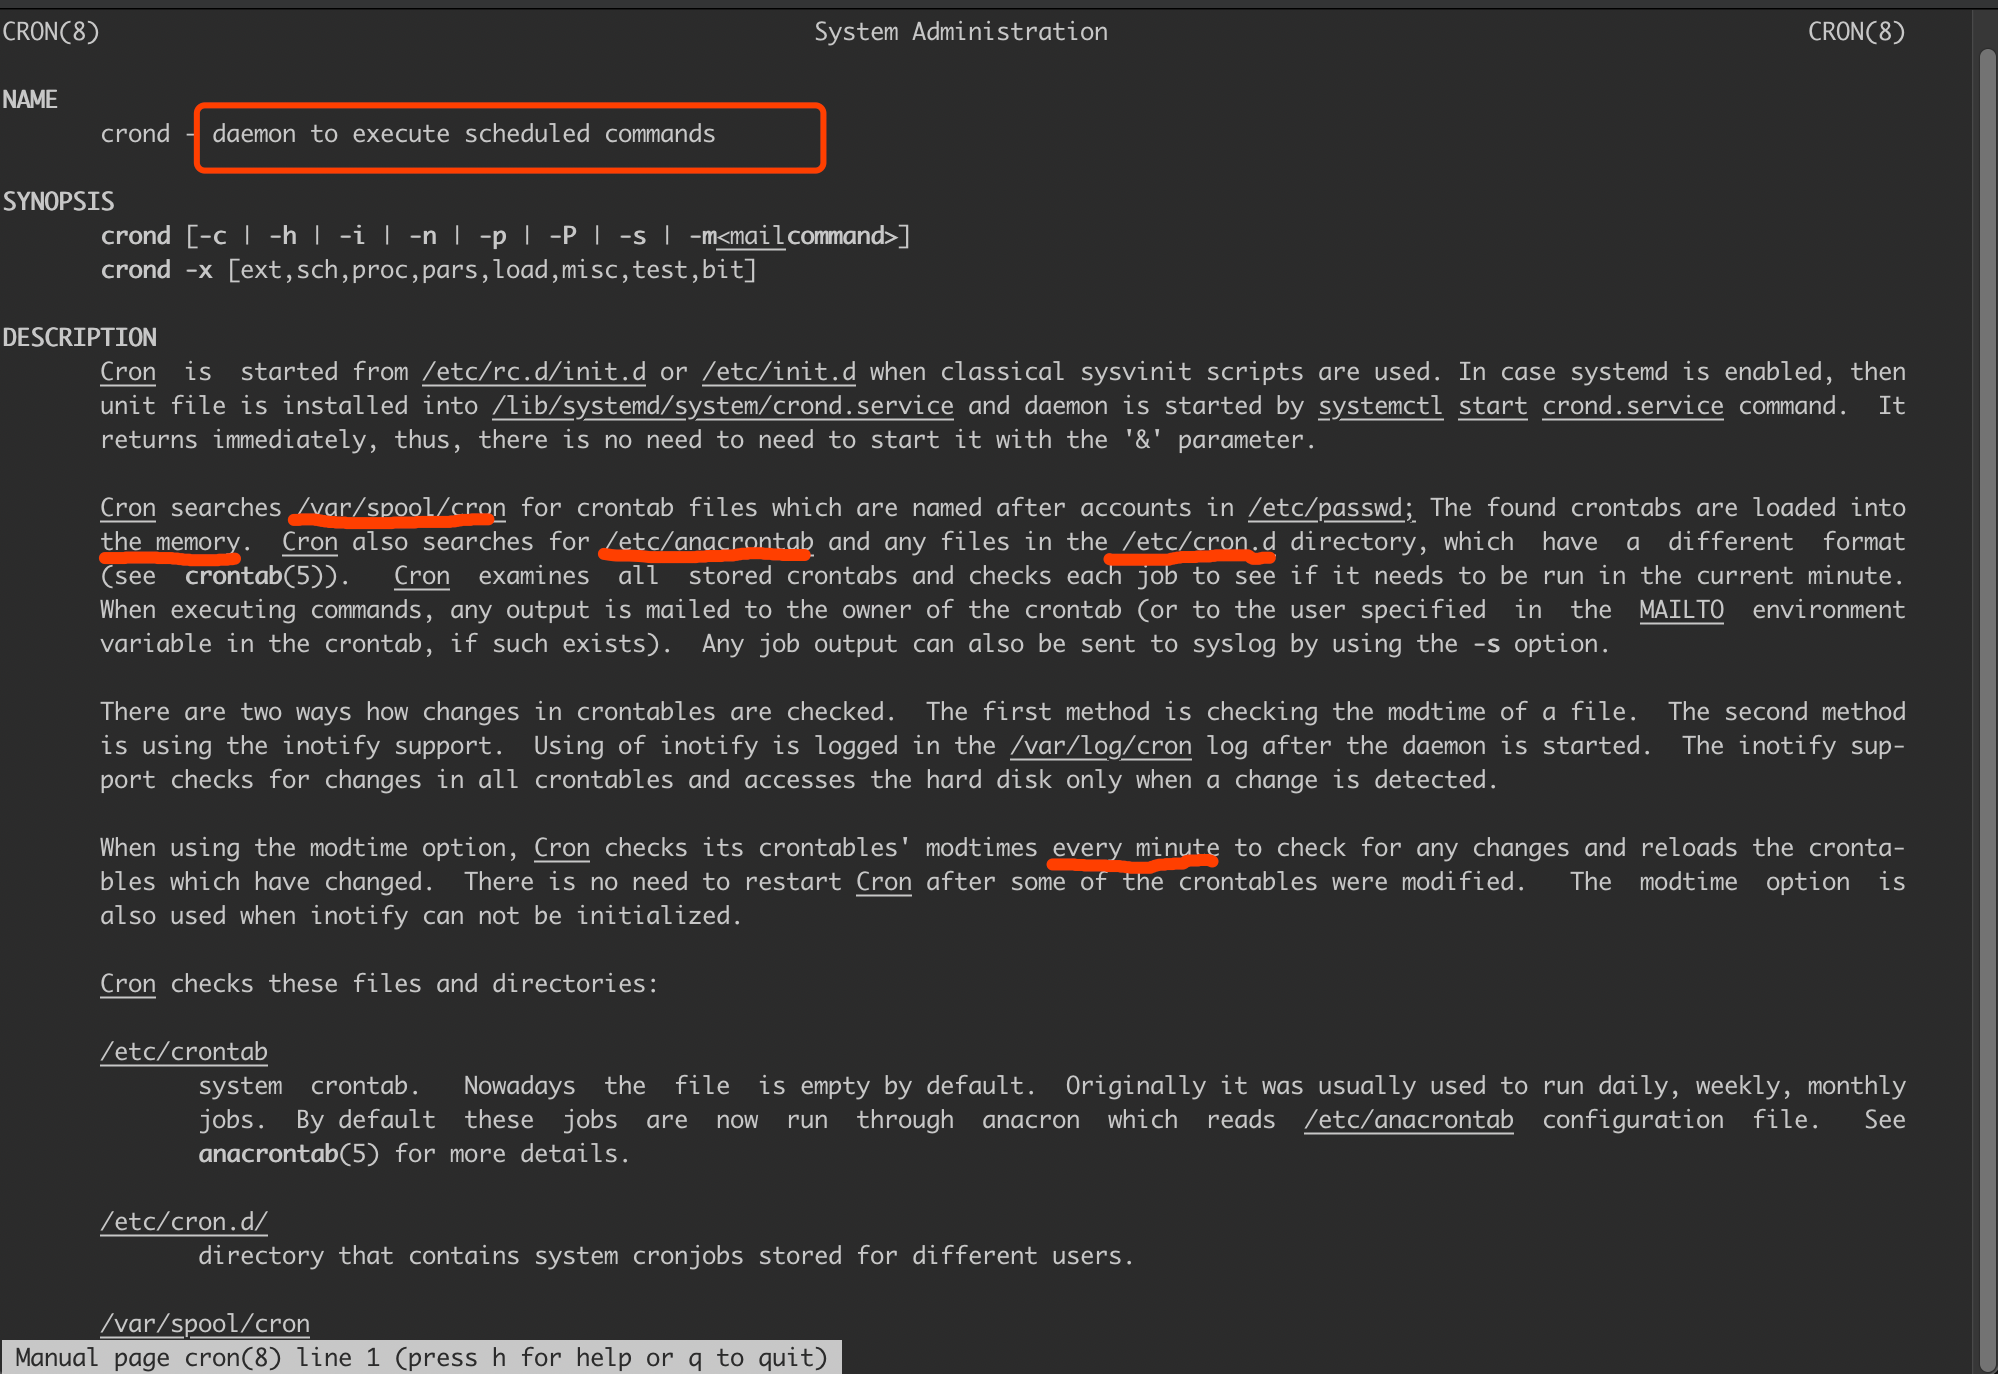 CRON(8) System Administration CRON(8)
NAME
crond - daemon to execute scheduled commands
SYNOPSIS
crond [-c | -h | -i | -n | -p | -P | -s | -m<mailcommand>]
crond -x [ext,sch,proc,pars,load,misc,test,bit]
DESCRIPTION
Cron is started from /etc/rc.d/init.d or /etc/init.d when classical sysvinit scripts are used. In case systemd is enabled, then
unit file is installed into /lib/systemd/system/crond.service and daemon is started by systemctl start crond.service command. It
returns immediately, thus, there is no need to need to start it with the '&' parameter.
Cron searches /var/spool/cron for crontab files which are named after accounts in /etc/passwd; The found crontabs are loaded into
the memory. Cron also searches for /etc/anacrontab and any files in the /etc/cron.d directory, which have a different format
(see crontab(5)). Cron examines all stored crontabs and checks each job to see if it needs to be run in the current minute.
When executing commands, any output is mailed to the owner of the crontab (or to the user specified in the MAILTO environment
variable in the crontab, if such exists). Any job output can also be sent to syslog by using the -s option.
There are two ways how changes in crontables are checked. The first method is checking the modtime of a file. The second method
is using the inotify support. Using of inotify is logged in the /var/log/cron log after the daemon is started. The inotify sup-
port checks for changes in all crontables and accesses the hard disk only when a change is detected.
When using the modtime option, Cron checks its crontables' modtimes every minute to check for any changes and reloads the cronta-
bles which have changed. There is no need to restart Cron after some of the crontables were modified. The modtime option is
also used when inotify can not be initialized.
Cron checks these files and directories:
/etc/crontab
system crontab. Nowadays the file is empty by default. Originally it was usually used to run daily, weekly, monthly
jobs. By default these jobs are now run through anacron which reads /etc/anacrontab configuration file. See
anacrontab(5) for more details.
/etc/cron.d/
directory that contains system cronjobs stored for different users.
/var/spool/cron
Manual page cron(8) line 1 (press h for help or q to quit)